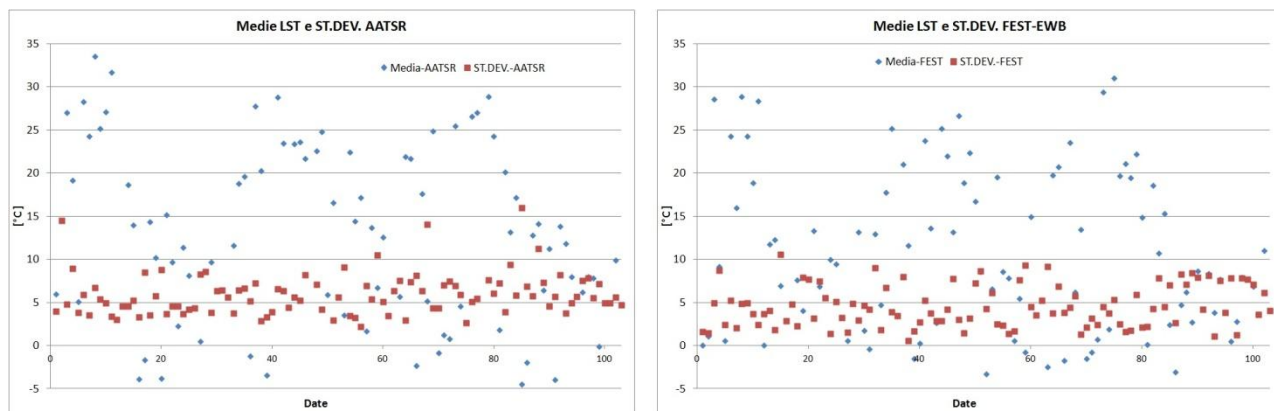 Medie LST e ST.DEV. AATSR
Media-AATSR ST.DEV.-AATSR
[°C]
35
30
25
20
15
10
5
0
-5
0 20 40 60 80 100
Date
Medie LST e ST.DEV. FEST-EWB
Media-FEST ST.DEV.-FEST
[°C]
35
30
25
20
15
10
5
0
-5
0 20 40 60 80 100
Date